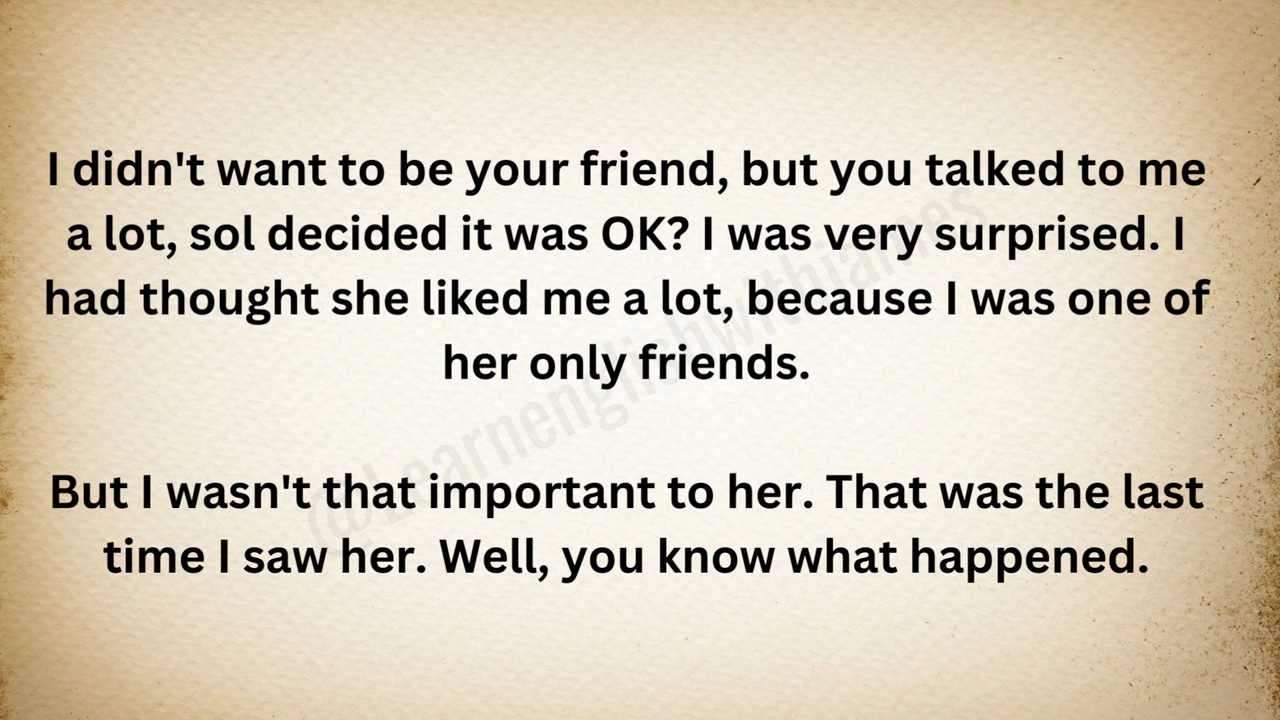 I didn't want to be your friend, but you talked to me
a lot, sol decided it was OK? I was very surprised. I
had thought she liked me a lot, because I was one of
her only friends.
But I wasn't that important to her. That was the last
time I saw her. Well, you know what happened.
@Learnenglishwithjames